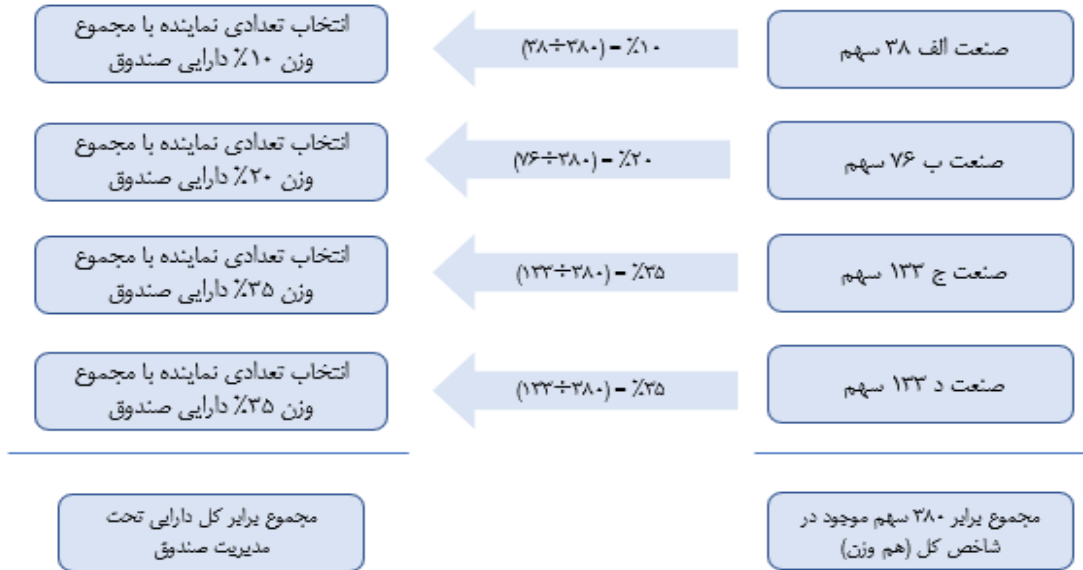 صنعت الف ۳۸ سهم
(۳۸÷۳۸۰) = ٪۱۰
انتخاب تعدادی نماینده با مجموع
وزن ۱۰٪ دارایی صندوق
صنعت ب ۷۶ سهم
(۷۶÷۳۸۰) = ٪۲۰
انتخاب تعدادی نماینده با مجموع
وزن ۲۰٪ دارایی صندوق
صنعت ج ۱۳۳ سهم
(۱۳۳÷۳۸۰) = ٪۳۵
انتخاب تعدادی نماینده با مجموع
وزن ۳۵٪ دارایی صندوق
صنعت د ۱۳۳ سهم
(۱۳۳÷۳۸۰) = ٪۳۵
انتخاب تعدادی نماینده با مجموع
وزن ۳۵٪ دارایی صندوق
مجموع برابر ۳۸۰ سهم موجود در
شاخص کل (هم وزن)
مجموع برابر کل دارایی تحت
مدیریت صندوق